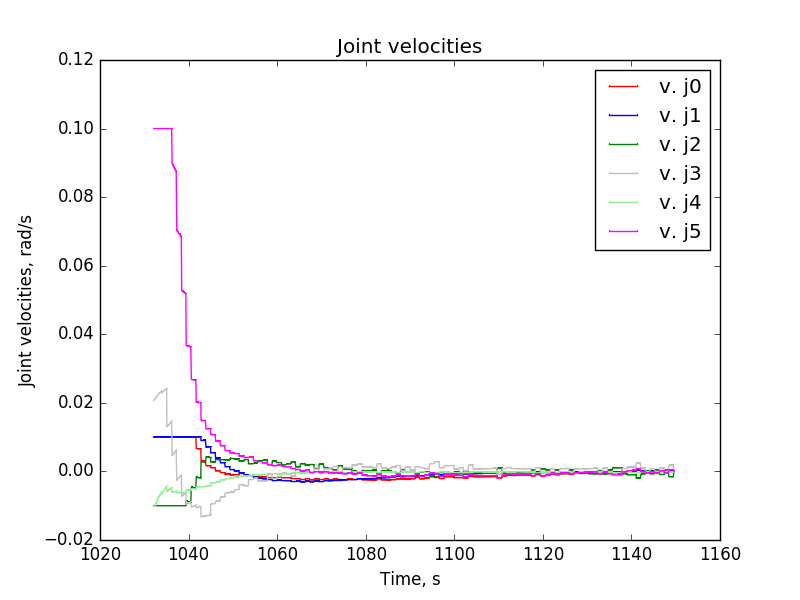 Joint velocities
0.12
0.10
0.08
0.06
0.04
0.02
0.00
−0.02
Joint velocities, rad/s
v. j0
v. j1
v. j2
v. j3
v. j4
v. j5
1020 1040 1060 1080 1100 1120 1140 1160
Time, s